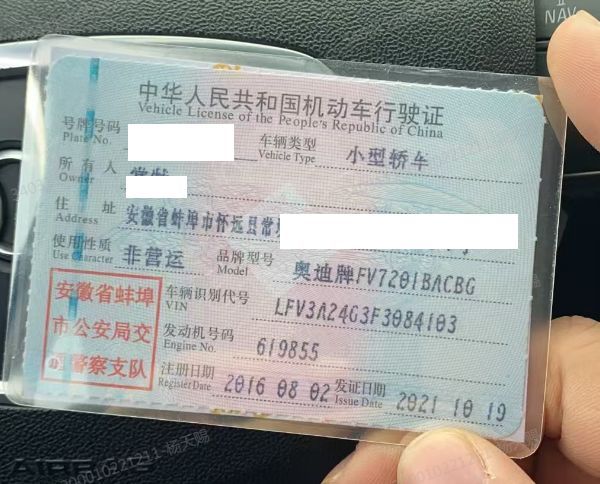 中华人民共和国机动车行驶证
Vehicle License of the People's Republic of China
号牌号码 车辆类型 小型轿车
Plate No. Vehicle Type
所有人
Owner
住址 安徽省蚌埠市怀远县常
Address
使用性质 非营运 品牌型号 奥迪牌FV7201BACBG
Use Character Model
安徽省蚌埠
市公安局交
警察支队
车辆识别代号 LFV3A24G3F3084103
VIN
发动机号码 619855
Engine No.
注册日期 2016 08 02 发证日期 2021 10 19
Register Date Issue Date
NAV